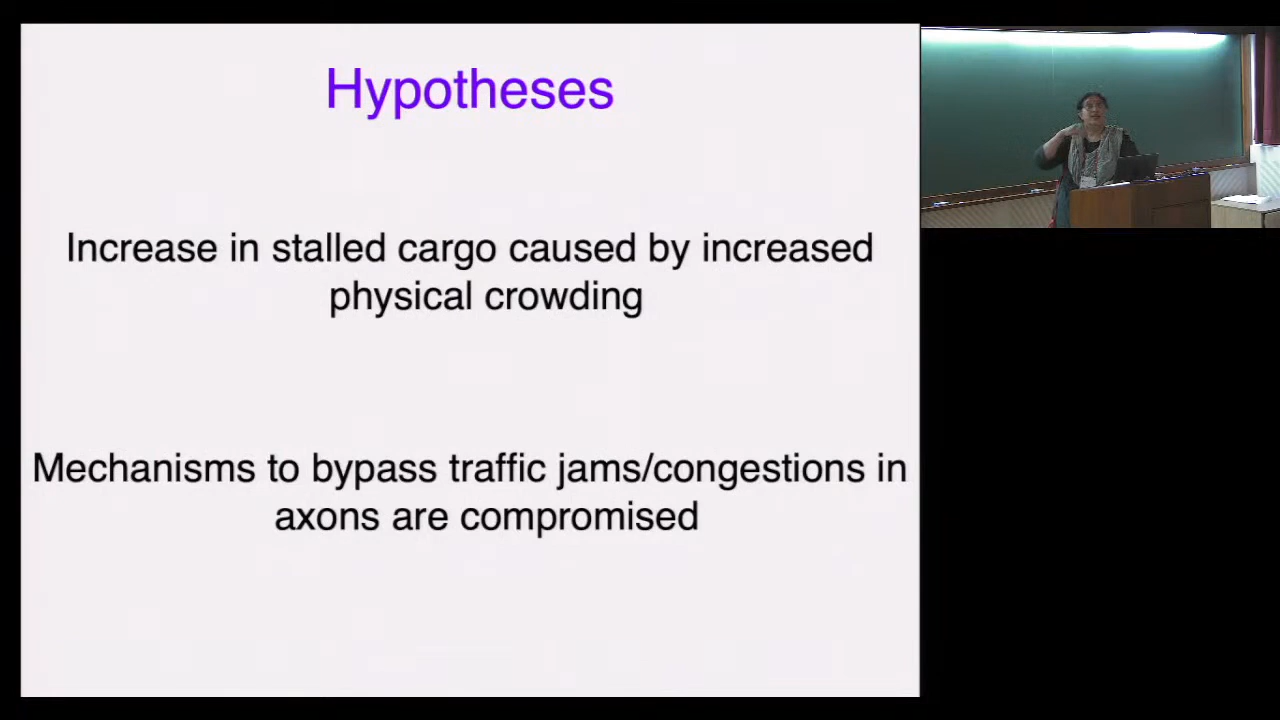 Hypotheses
Increase in stalled cargo caused by increased
physical crowding
Mechanisms to bypass traffic jams/congestions in
axons are compromised